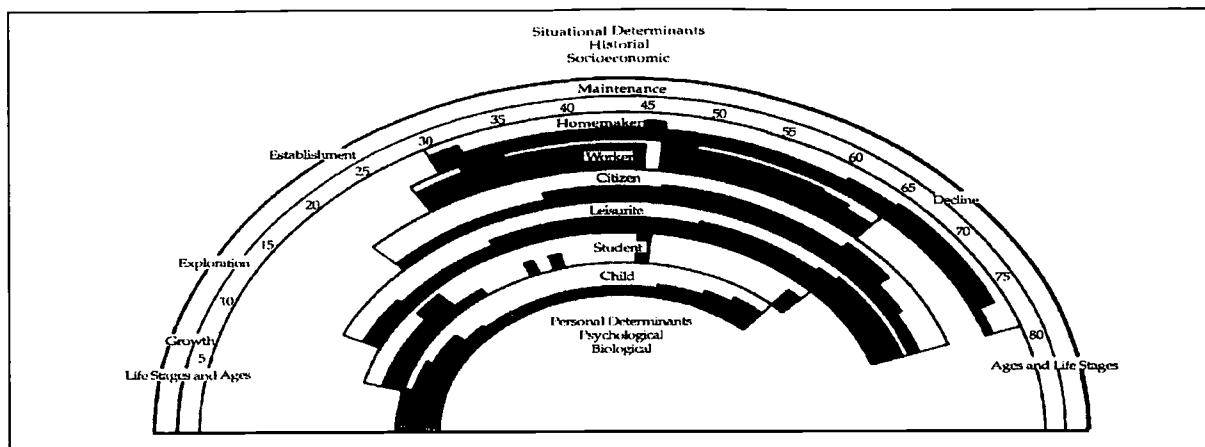 Situational Determinants
Historial
Socioeconomic
Maintenance
45
40
50
35
Homemaker
55
30
Establishment
Worker
60
25
Citizen
65
Decline
20
Leisurite
70
15
Student
Exploration
Child
75
10
Personal Determinants
Psychological
80
Growth
Biological
5
Ages and Life Stages
Life Stages and Ages